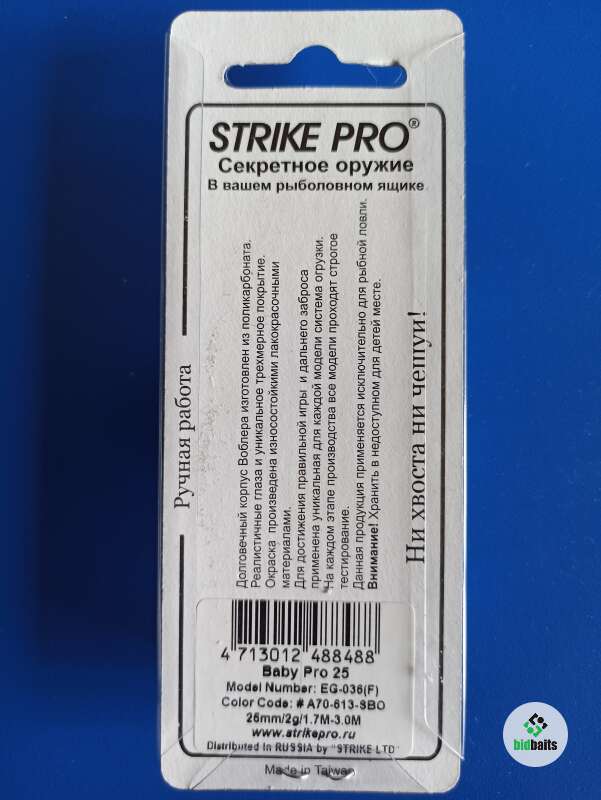 STRIKE PRO®
Секретное оружие
В вашем рыболовном ящике
Ручная работа
Долговечный корпус Воблера изготовлен из поликарбоната.
Реалистичные глаза и уникальное трехмерное покрытие.
Окраска произведена износостойкими лакокрасочными
материалами.
Для достижения правильной игры и дальнего заброса
применена уникальная для каждой модели система огрузки.
На каждом этапе производства все модели проходят строгое
тестирование.
Данная продукция применяется исключительно для рыбной ловли.
Внимание! Хранить в недоступном для детей месте.
Ни хвоста ни чешуи!
4 713012 488488
Baby Pro 25
Model Number: EG-036(F)
Color Code: # A70-613-SBO
25mm/2g/1.7M-3.0M
www.strikepro.ru
Distributed in RUSSIA by "STRIKE LTD"
Made in Taiwan
bidbaits